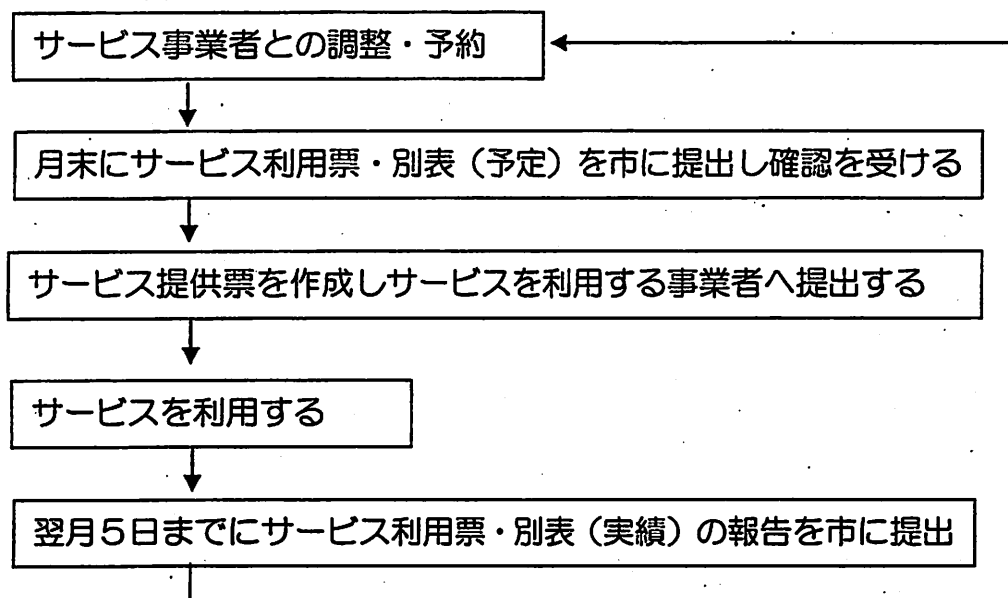 サービス事業者との調整・予約
月末にサービス利用票・別表（予定）を市に提出し確認を受ける
サービス提供票を作成しサービスを利用する事業者へ提出する
サービスを利用する
翌月５日までにサービス利用票・別表（実績）の報告を市に提出